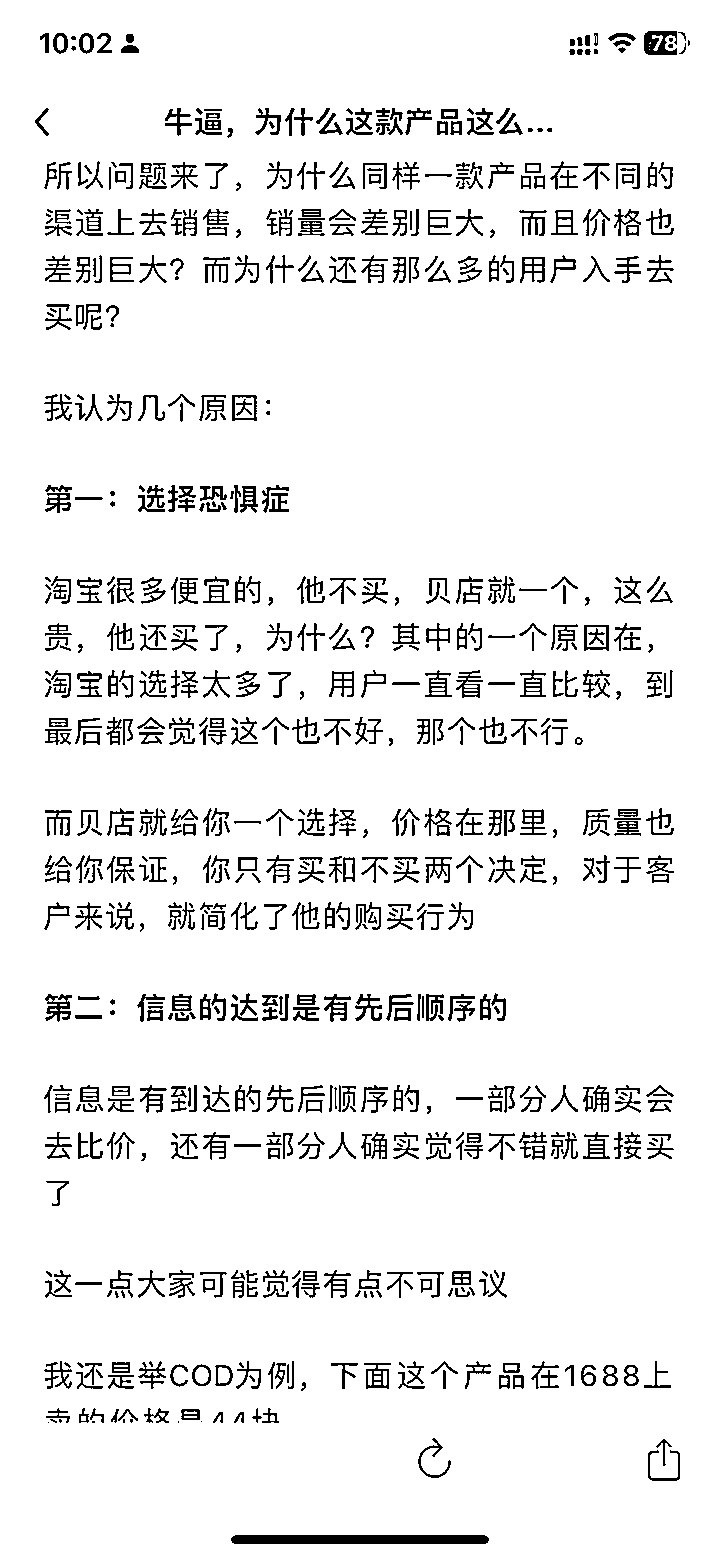 10:02
78
牛逼，为什么这款产品这么...
所以问题来了，为什么同样一款产品在不同的
渠道上去销售，销量会差别巨大，而且价格也
差别巨大？而为什么还有那么多的用户入手去
买呢？
我认为几个原因：
第一：选择恐惧症
淘宝很多便宜的，他不买，贝店就一个，这么
贵，他还买了，为什么？其中的一个原因在，
淘宝的选择太多了，用户一直看一直比较，到
最后都会觉得这个也不好，那个也不行。
而贝店就给你一个选择，价格在那里，质量也
给你保证，你只有买和不买两个决定，对于客
户来说，就简化了他的购买行为
第二：信息的达到是有先后顺序的
信息是有到达的先后顺序的，一部分人确实会
去比价，还有一部分人确实觉得不错就直接买
了
这一点大家可能觉得有点不可思议
我还是举COD为例，下面这个产品在1688上
卖的价格是44块